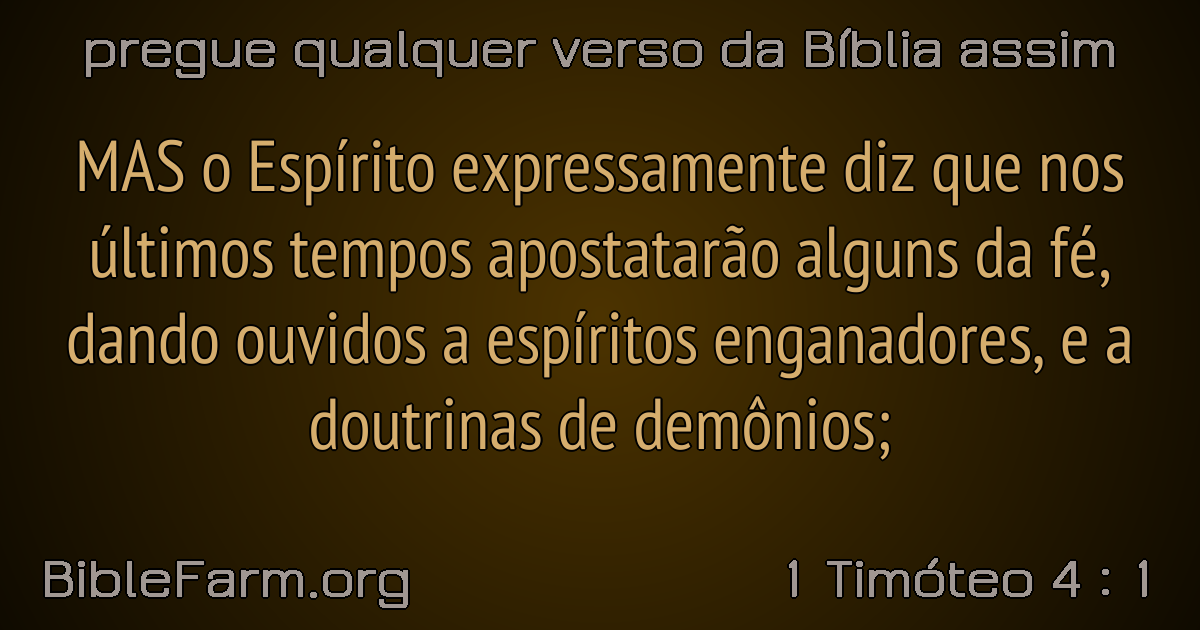 pregue qualquer verso da Bíblia assim
MAS o Espírito expressamente diz que nos
últimos tempos apostatarão alguns da fé,
dando ouvidos a espíritos enganadores, e a
doutrinas de demônios;
BibleFarm.org
1 Timóteo 4 : 1